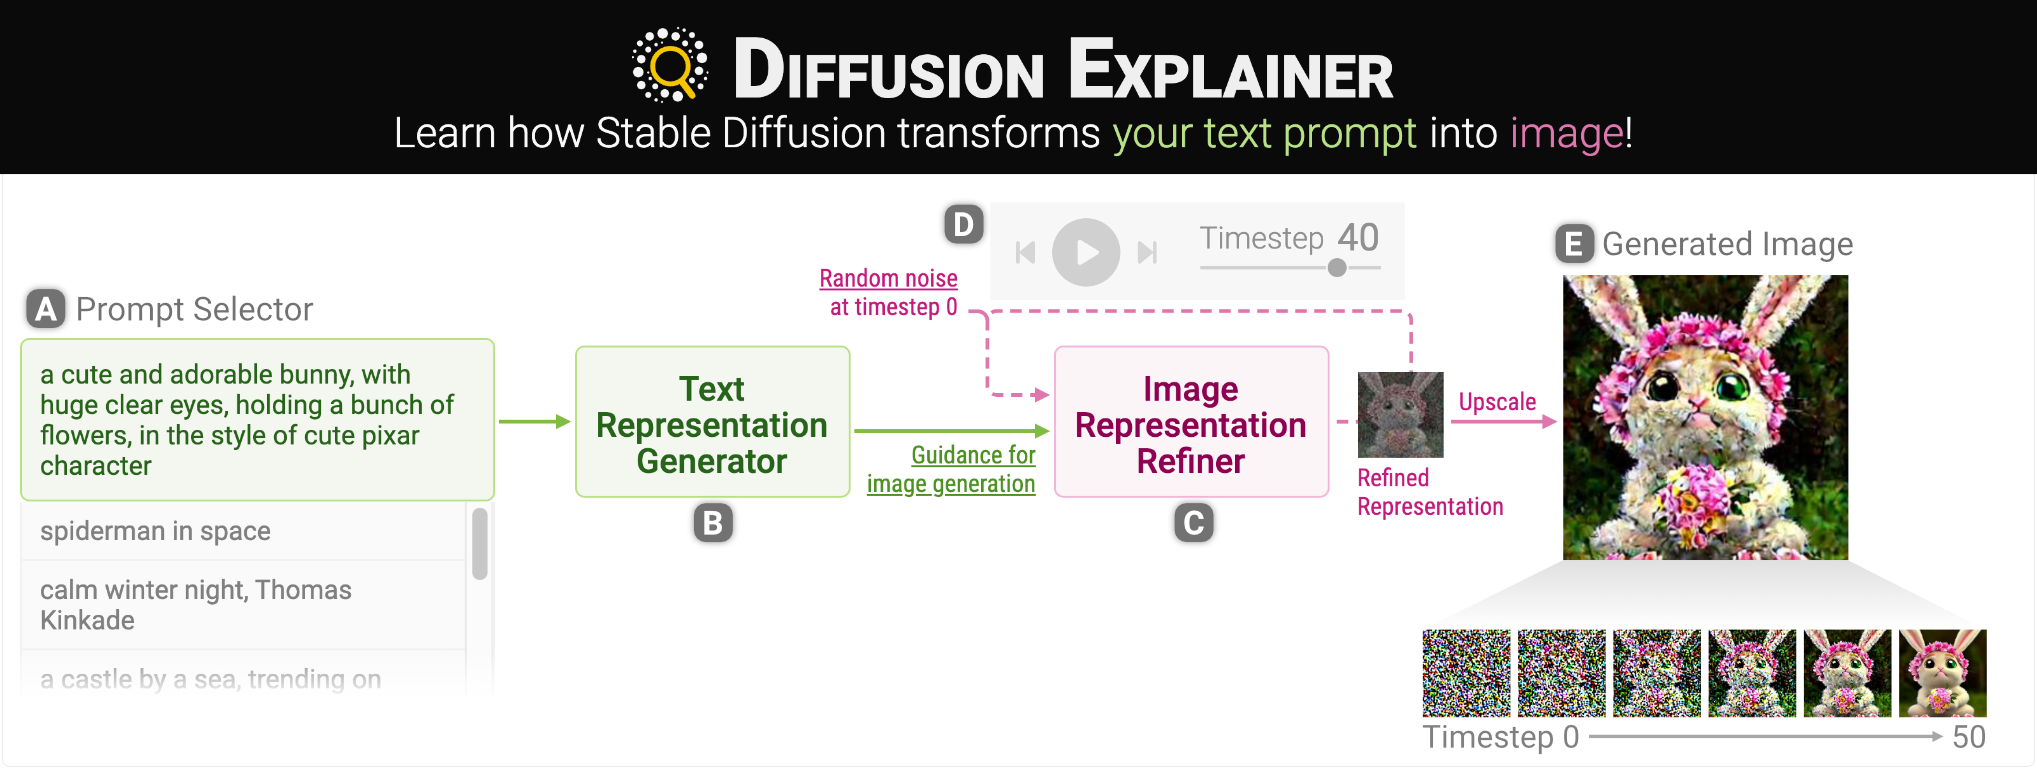 DIFFUSION EXPLAINER
Learn how Stable Diffusion transforms your text prompt into image!
A Prompt Selector
a cute and adorable bunny, with
huge clear eyes, holding a bunch of
flowers, in the style of cute pixar
character
spiderman in space
calm winter night, Thomas
Kinkade
a castle by a sea, trending on
Text
Representation
Generator
B
Guidance for
image generation
D
Timestep 40
Random noise
at timestep 0
Image
Representation
Refiner
C
Refined
Representation
Upscale
E Generated Image
Timestep 0
50